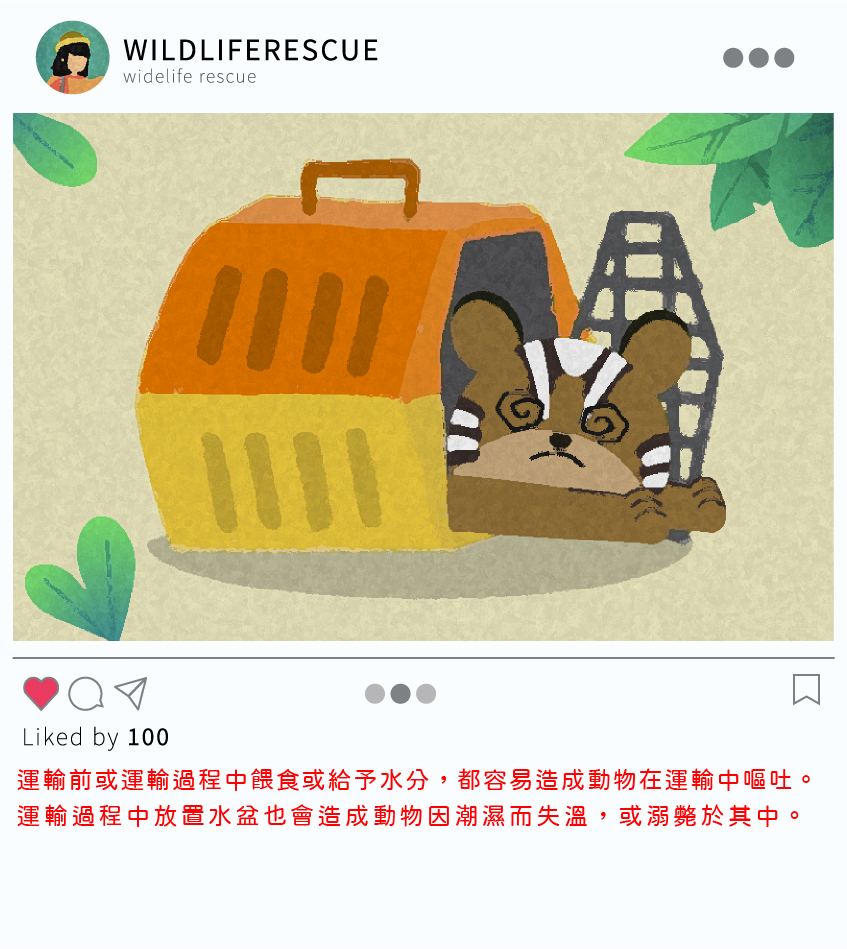 WILDLIFERESCUE
widelife rescue
Liked by 100
運輸前或運輸過程中餵食或給予水分，都容易造成動物在運輸中嘔吐。
運輸過程中放置水盆也會造成動物因潮濕而失溫，或溺斃於其中。